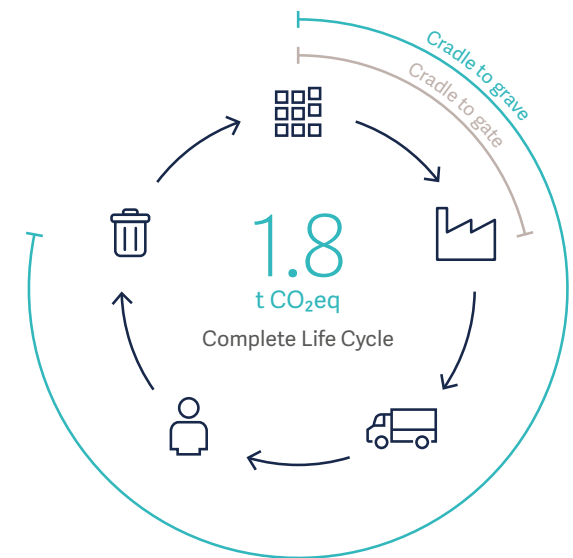 Cradle to grave
Cradle to gate
1.8
t CO₂eq
Complete Life Cycle